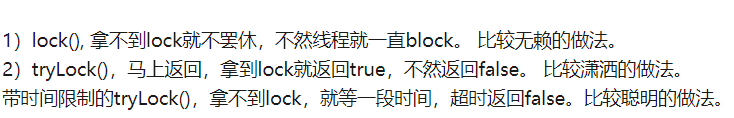 1）lock(), 拿不到lock就不罢休，不然线程就一直block。 比较无赖的做法。
2）tryLock()，马上返回，拿到lock就返回true，不然返回false。 比较潇洒的做法。
带时间限制的tryLock()，拿不到lock，就等一段时间，超时返回false。比较聪明的做法。